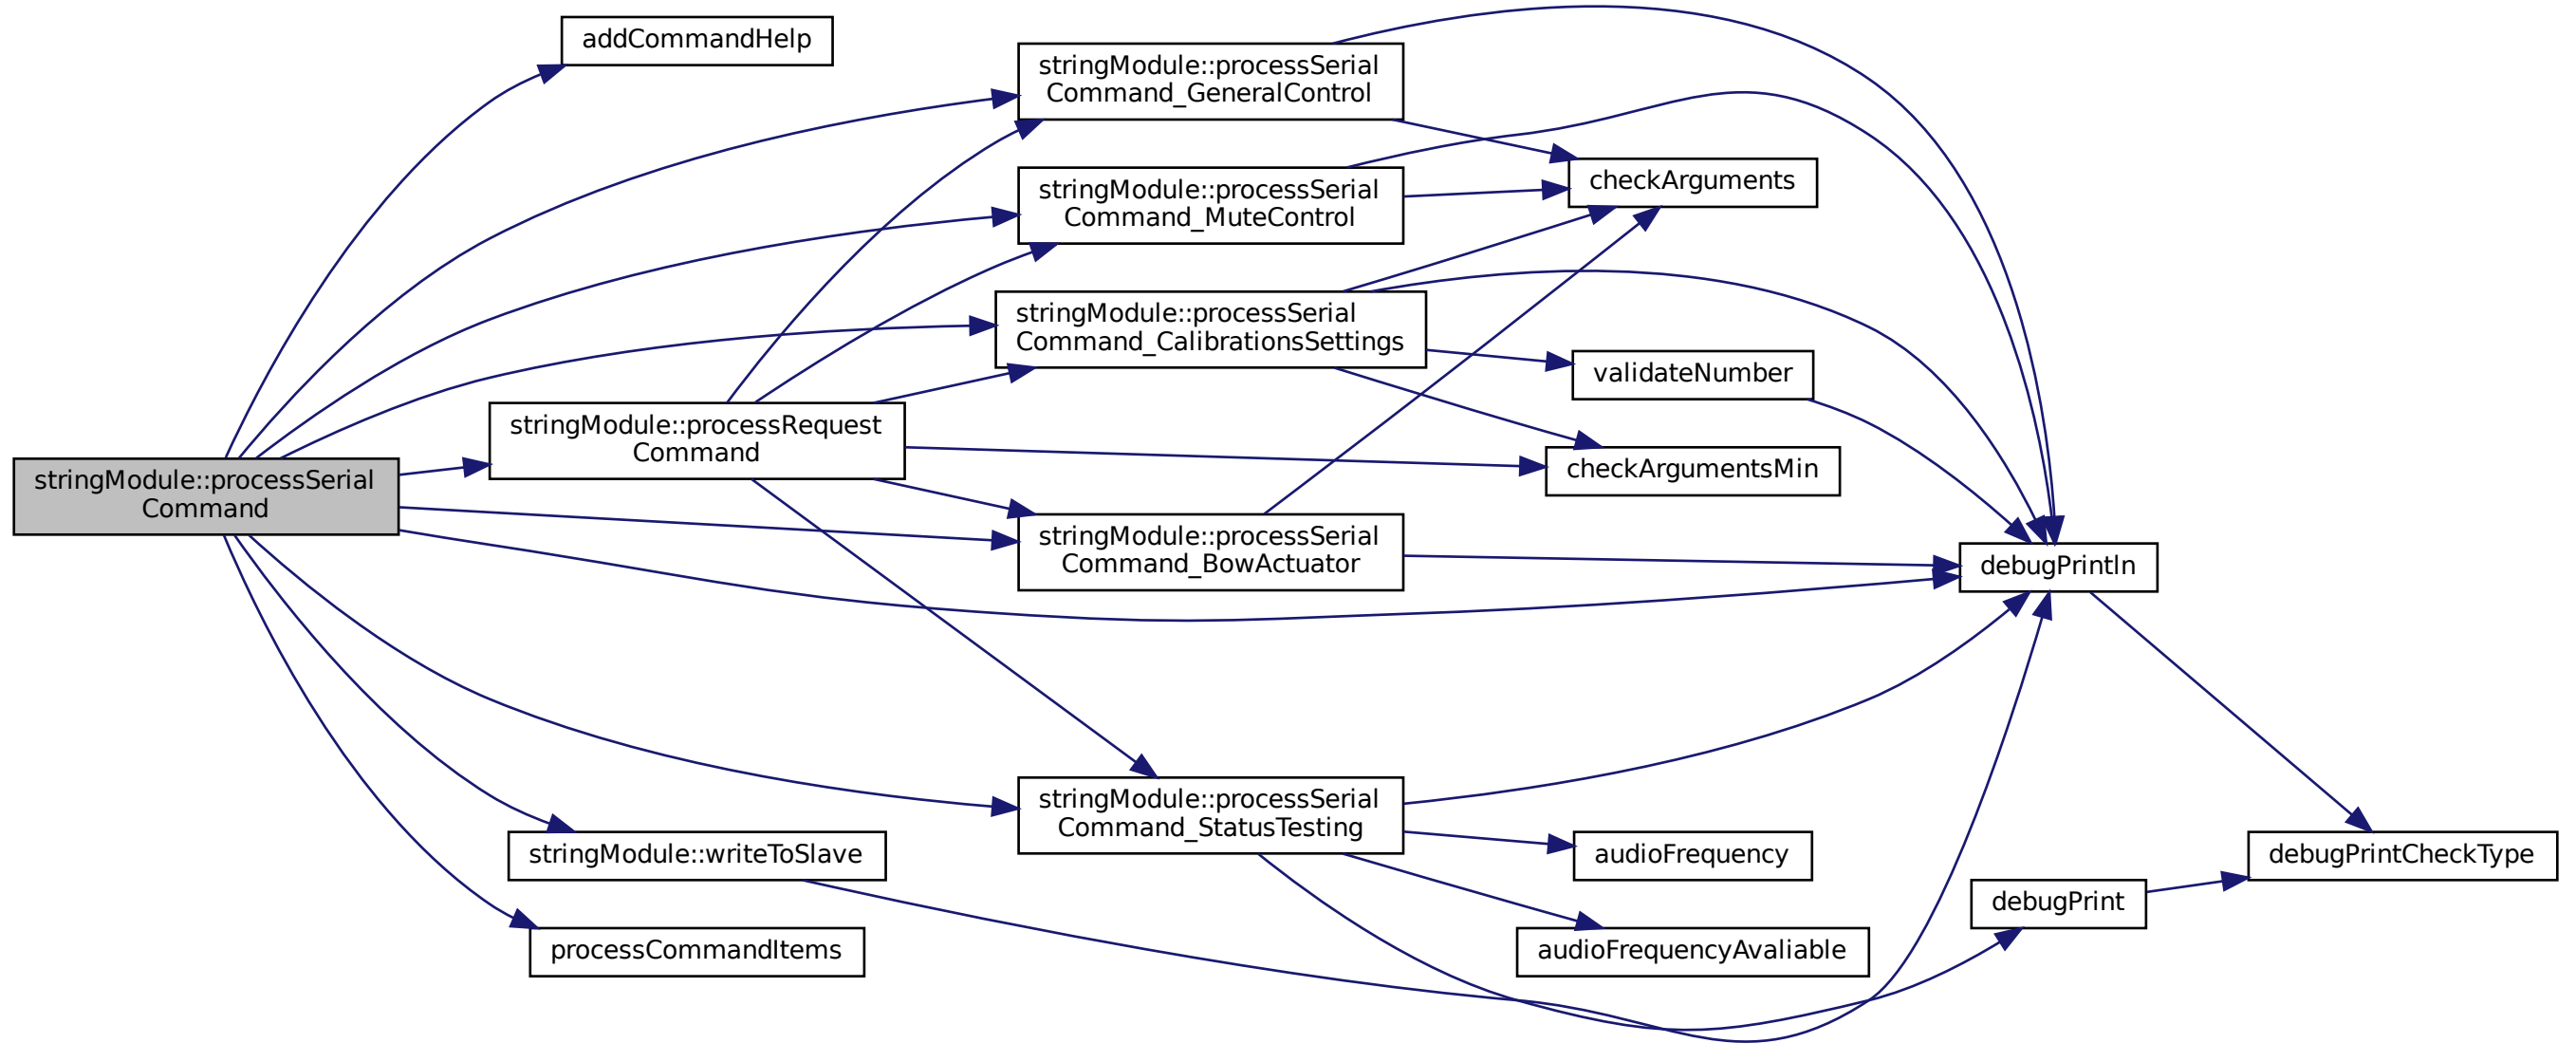 addCommandHelp
stringModule::processSerial
Command_GeneralControl
stringModule::processSerial
Command_MuteControl
checkArguments
stringModule::processSerial
Command_CalibrationsSettings
validateNumber
stringModule::processRequest
Command
checkArgumentsMin
stringModule::processSerial
Command
stringModule::processSerial
Command_BowActuator
debugPrintln
stringModule::processSerial
Command_StatusTesting
stringModule::writeToSlave
audioFrequency
debugPrintCheckType
debugPrint
processCommandItems
audioFrequencyAvaliable